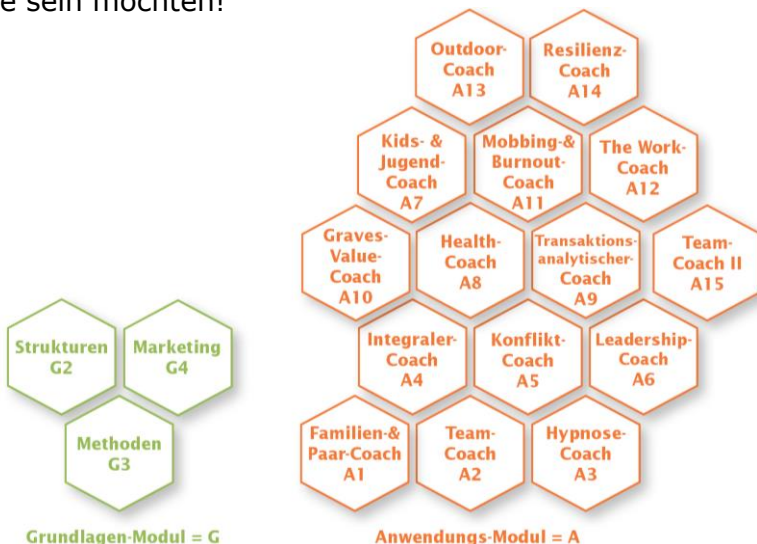 e sein möchten!
Outdoor-
Coach
A13
Resilienz-
Coach
A14
Kids- &
Jugend-
Coach
A7
Mobbing-&
Burnout-
Coach
A11
The Work-
Coach
A12
Graves-
Value-
Coach
A10
Health-
Coach
A8
Transaktions-
analytischer-
Coach
A9
Team-
Coach II
A15
Strukturen
G2
Marketing
G4
Integraler-
Coach
A4
Konflikt-
Coach
A5
Leadership-
Coach
A6
Methoden
G3
Familien-&
Paar-Coach
A1
Team-
Coach
A2
Hypnose-
Coach
A3
Grundlagen-Modul = G
Anwendungs-Modul = A